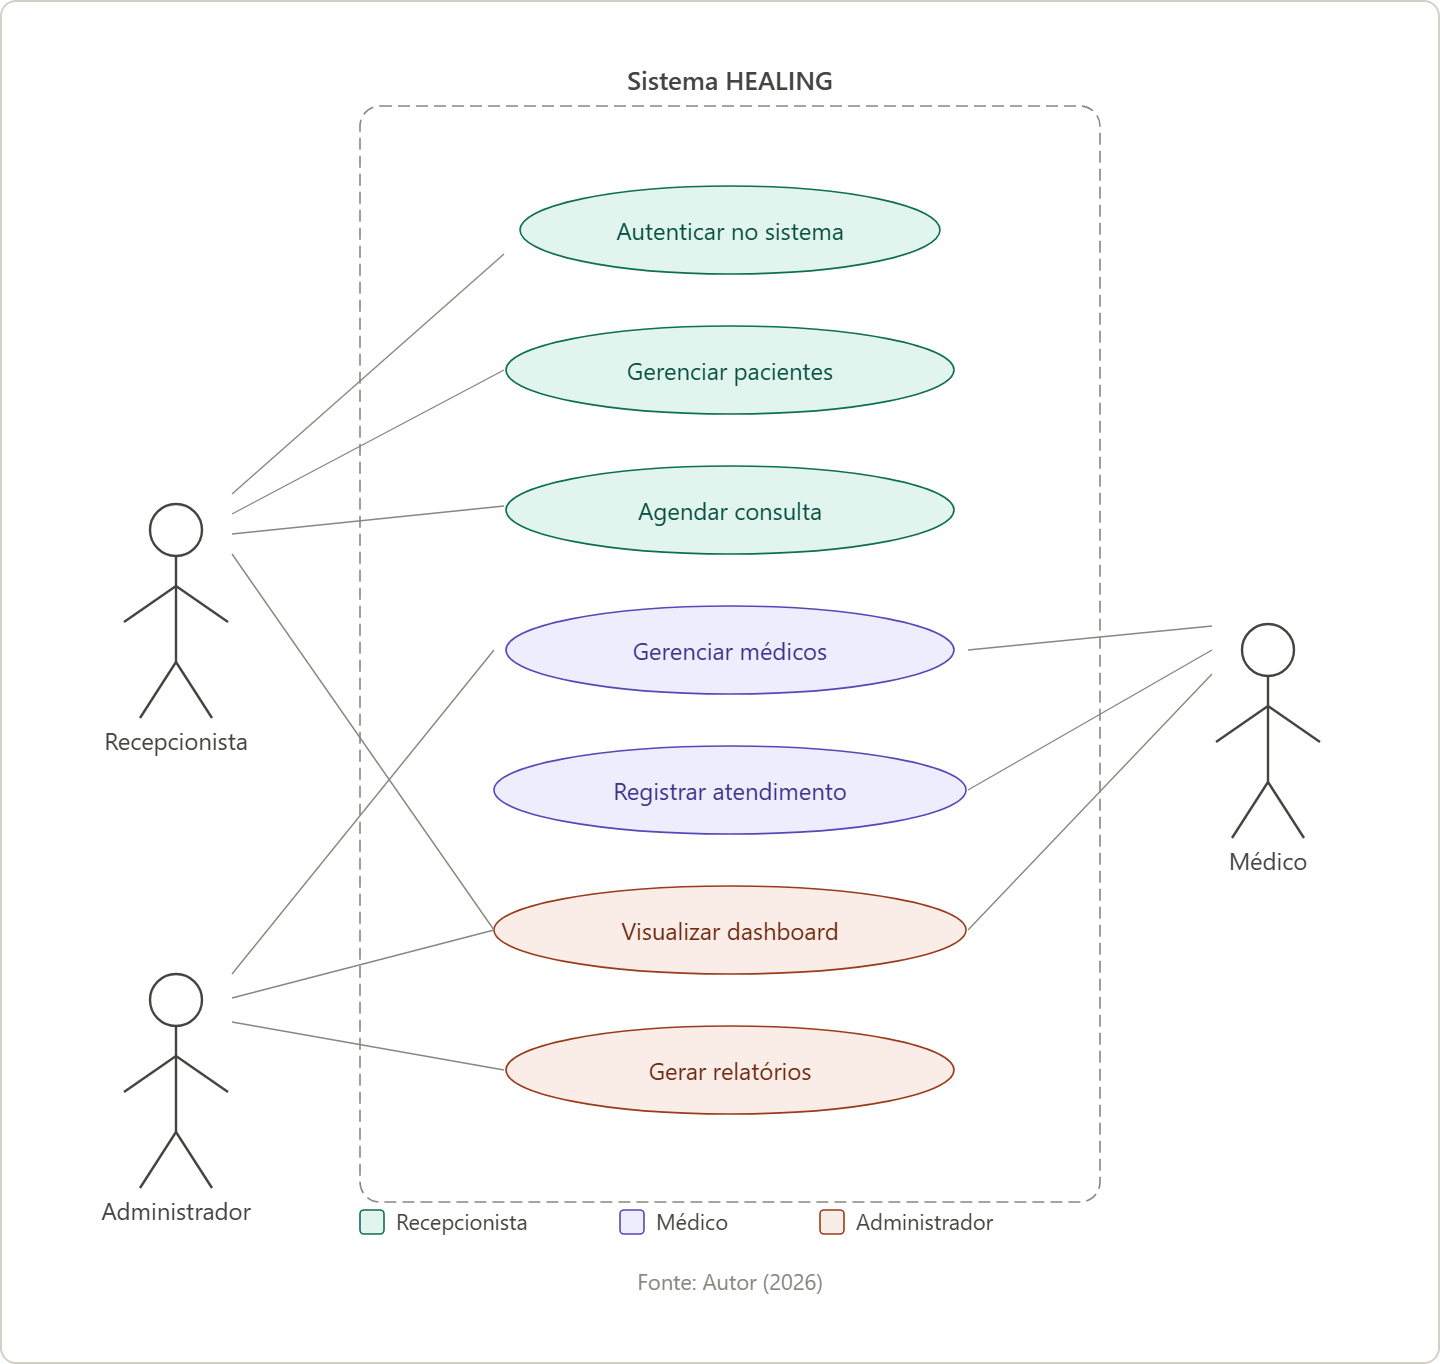 Sistema HEALING
Autenticar no sistema
Gerenciar pacientes
Agendar consulta
Gerenciar médicos
Registrar atendimento
Visualizar dashboard
Gerar relatórios
Recepcionista
Médico
Administrador
Recepcionista
Médico
Administrador
Fonte: Autor (2026)